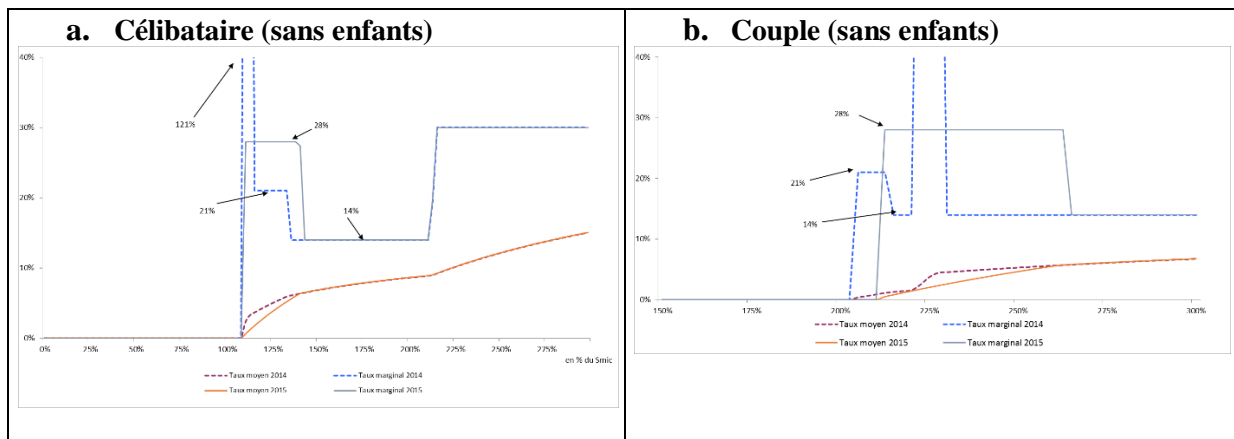 a. Célibataire (sans enfants)
40%
30%
20%
10%
0%
121%
28%
21%
14%
0% 25% 50% 75% 100% 125% 150% 175% 200% 225% 250% 275%
en % du Smic
Taux moyen 2014 Taux marginal 2014
Taux moyen 2015 Taux marginal 2015
b. Couple (sans enfants)
40%
30%
20%
10%
0%
28%
21%
14%
150% 175% 200% 225% 250% 275% 300%
Taux moyen 2014 Taux marginal 2014
Taux moyen 2015 Taux marginal 2015